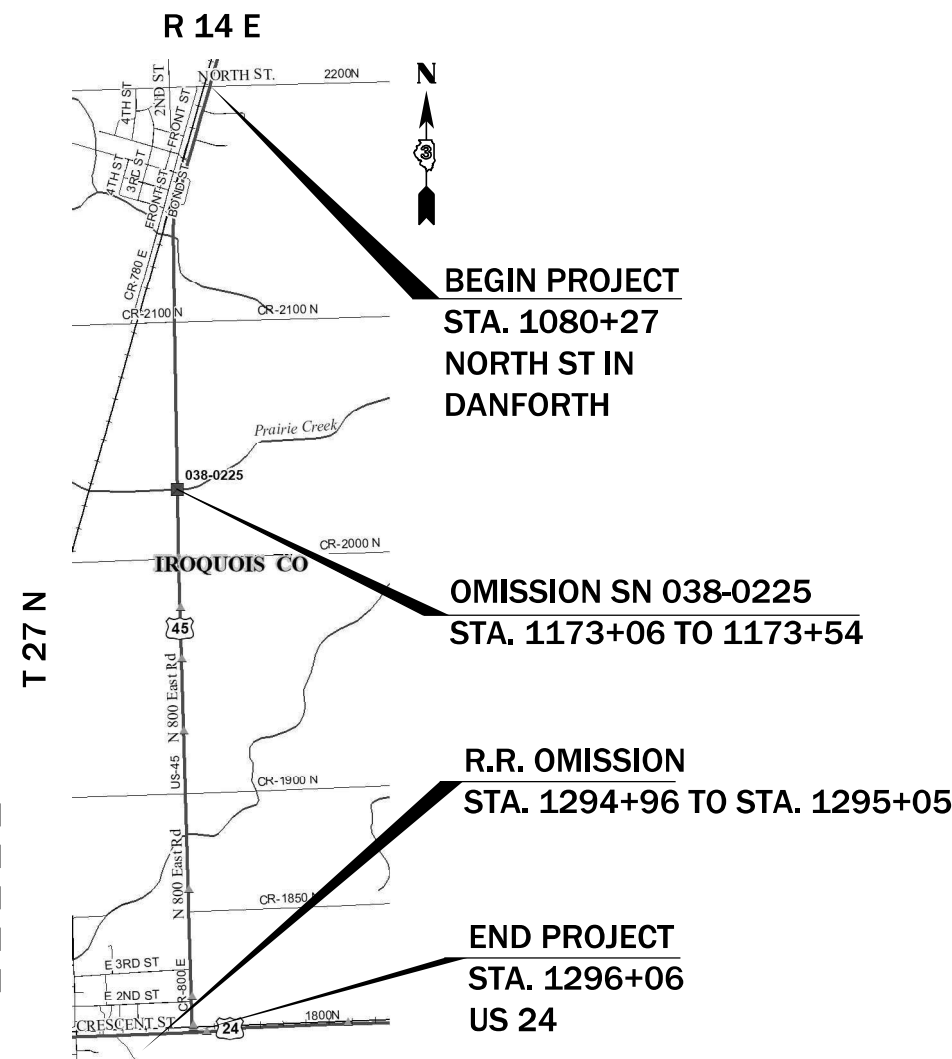 R 14 E
NORTH ST.
2200N
N
2ND ST
4TH ST
FRONT ST
4TH ST
3RD ST
FRONT ST
BOND ST
3
CR-780 E
CR-2100 N
CR-2100 N
BEGIN PROJECT
STA. 1080+27
NORTH ST IN
DANFORTH
Prairie Creek
038-0225
CR-2000 N
IROQUOIS CO
OMISSION SN 038-0225
STA. 1173+06 TO 1173+54
T 27 N
45
N 800 East Rd
US-45
CR-1900 N
R.R. OMISSION
STA. 1294+96 TO STA. 1295+05
N 800 East Rd
CR-1850 N
END PROJECT
STA. 1296+06
US 24
E 3RD ST
E 2ND ST
CR-800 E
CRESCENT ST
24
1800N